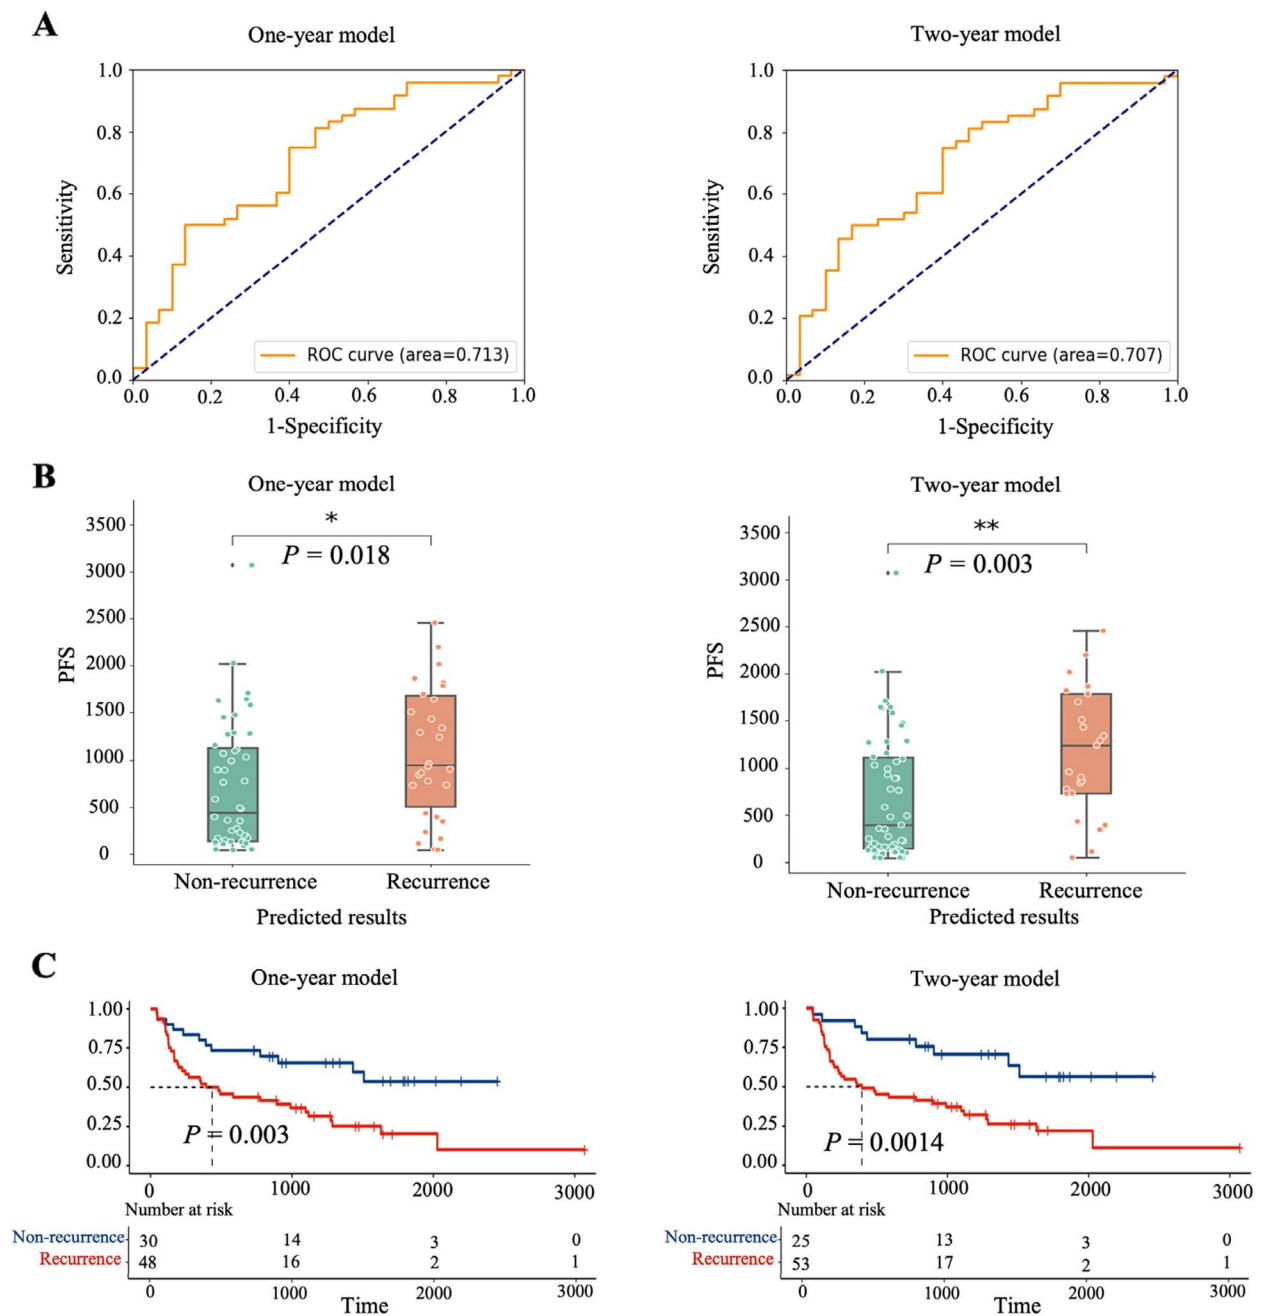 A
One-year model
1.0
0.8
0.6
0.4
0.2
0.0
Sensitivity
ROC curve (area=0.713)
0.0 0.2 0.4 0.6 0.8 1.0
1-Specificity
Two-year model
1.0
0.8
0.6
0.4
0.2
0.0
Sensitivity
ROC curve (area=0.707)
0.0 0.2 0.4 0.6 0.8 1.0
1-Specificity
B
One-year model
3500
3000
2500
2000
1500
1000
500
0
PFS
*
P = 0.018
Non-recurrence Recurrence
Predicted results
Two-year model
3500
3000
2500
2000
1500
1000
500
0
PFS
**
P = 0.003
Non-recurrence Recurrence
Predicted results
C
One-year model
1.00
0.75
0.50
0.25
0.00
P = 0.003
0 1000 2000 3000
Number at risk
Non-recurrence 30 14 3 0
Recurrence 48 16 2 1
0 1000 2000 3000
Time
Two-year model
1.00
0.75
0.50
0.25
0.00
P = 0.0014
0 1000 2000 3000
Number at risk
Non-recurrence 25 13 3 0
Recurrence 53 17 2 1
0 1000 2000 3000
Time